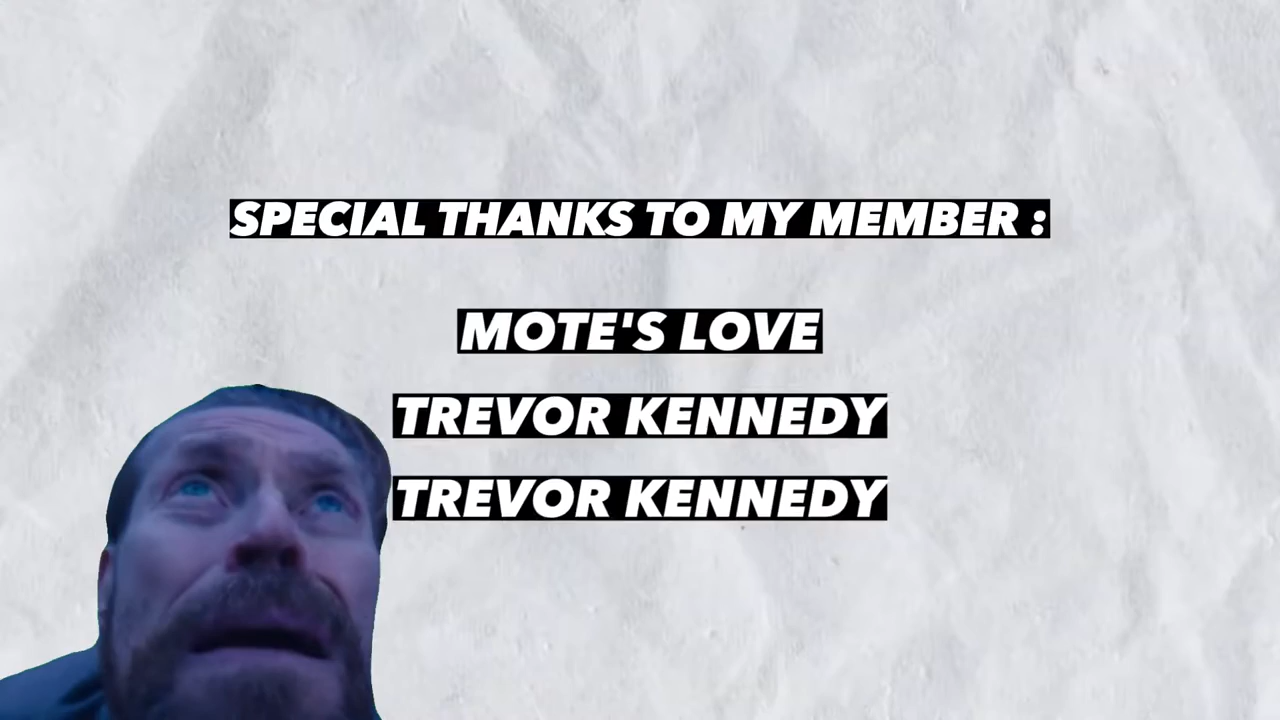 SPECIAL THANKS TO MY MEMBER :
MOTE'S LOVE
TREVOR KENNEDY
TREVOR KENNEDY